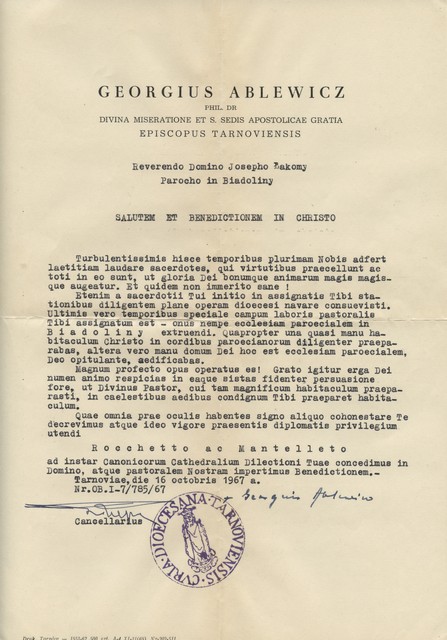 GEORGIUS ABLEWICZ
PHIL. DR
DIVINA MISERATIONE ET S. SEDIS APOSTOLICAE GRATIA
EPISCOPUS TARNOVIENSIS
Reverendo Domino Josepho Łakomy
Parocho in Biadoliny
SALUTEM ET BENEDICTIONEM IN CHRISTO
Turbulentissimis hisce temporibus plurimam Nobis adfert
laetitiam laudare sacerdotes, qui virtutibus praecellunt ac
toti in eo sunt, ut gloria Dei bonumque animarum magis magis-
que augeatur. Et quidem non immerito sane !
Etenim a sacerdotii Tui initio in assignatis Tibi sta-
tionibus diligentem plane operam dioecesi navare consuevisti.
Ultimis vero temporibus speciale campum laboris pastoralis
Tibi assignatum est - onus nempe ecclesiam paroecialem in
B i a d o l i n y extruendi. Quapropter una quasi manu ha-
bitaculum Christo in cordibus paroecianorum diligenter praepa-
rabas, altera vero manu domum Dei hoc est ecclesiam paroecialem,
Deo opitulante, aedificabas.
Magnum profecto opus operatus es! Grato igitur erga Dei
numen animo respicias in eaque sistas fidenter persuasione
fore, ut Divinus Pastor, cui tam magnificum habitaculum praepa-
rasti, in caelestibus aedibus condignum Tibi praeparet habita-
culum.
Quae omnia prae oculis habentes signo aliquo cohonestare Te
decrevimus atque ideo vigore praesentis diplomatis privilegium
utendi
R o c c h e t t o a c M a n t e l l e t o
ad instar Canonicorum Cathedralium Dilectioni Tuae concedimus in
Domino, atque pastoralem Nostram impertimus Benedictionem.-
Tarnoviae, die 16 octobris 1967 a.
Nr.OB.I-7/785/67
+ Georgius Ablewicz
Cancellarius
CVRIA DIOECESANA TARNOVIENSIS